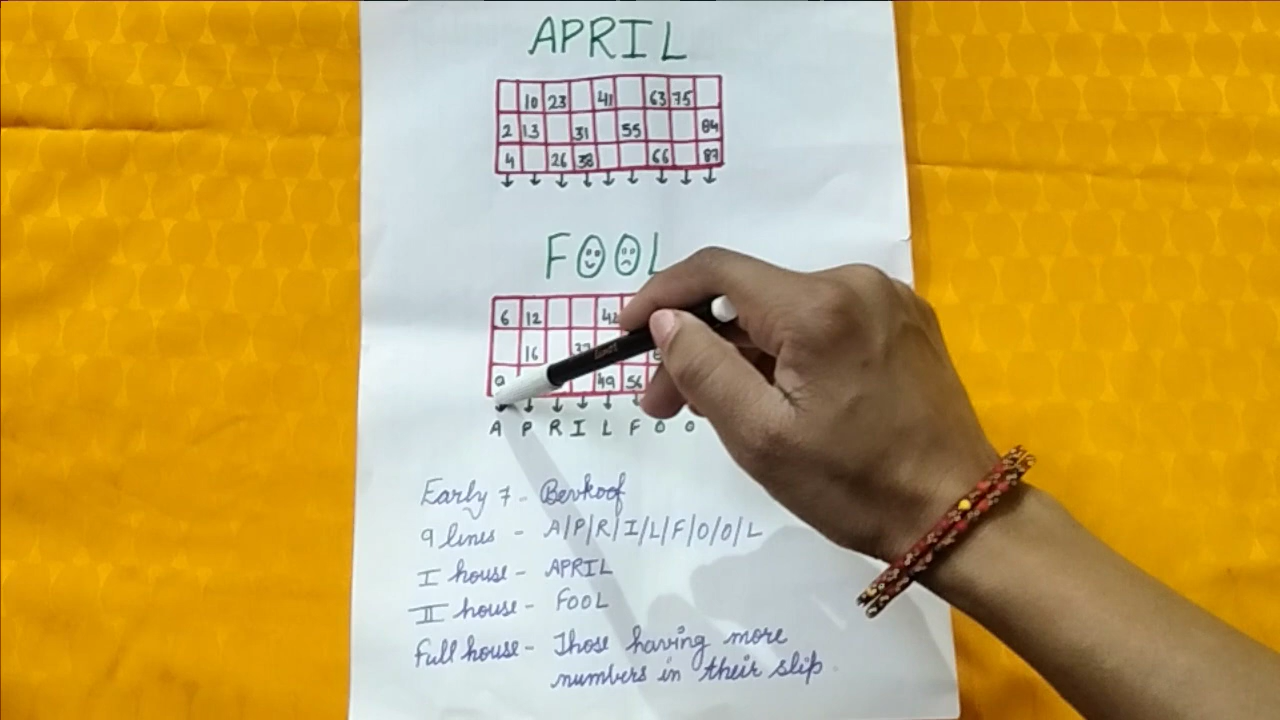 APRIL
10 23 41 63 75
2 13 31 55 84
4 26 38 66 87
FOOL
6 12
16
9 49 56
A P R I L F O O
Early 7 - Bevkoof
9 lines - A/P/R/I/L/F/O/O/L
I house - APRIL
II house - FOOL
Full house - Those having more
numbers in their slip